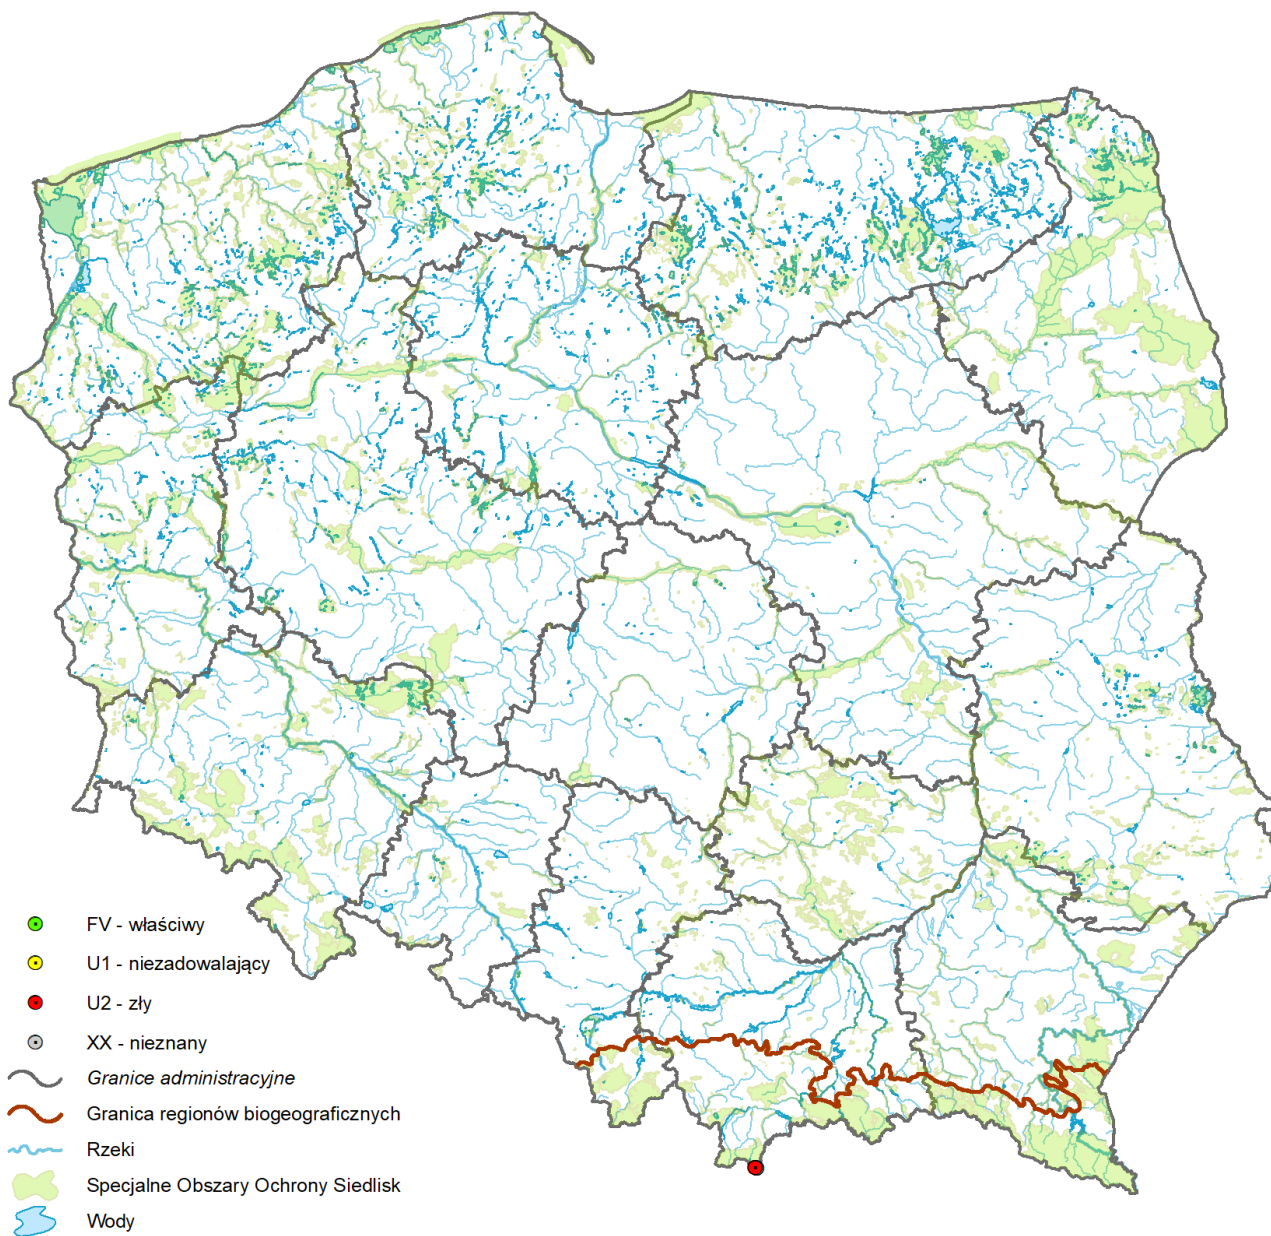 FV - właściwy
U1 - niezadowalający
U2 - zły
XX - nieznany
Granice administracyjne
Granica regionów biogeograficznych
Rzeki
Specjalne Obszary Ochrony Siedlisk
Wody